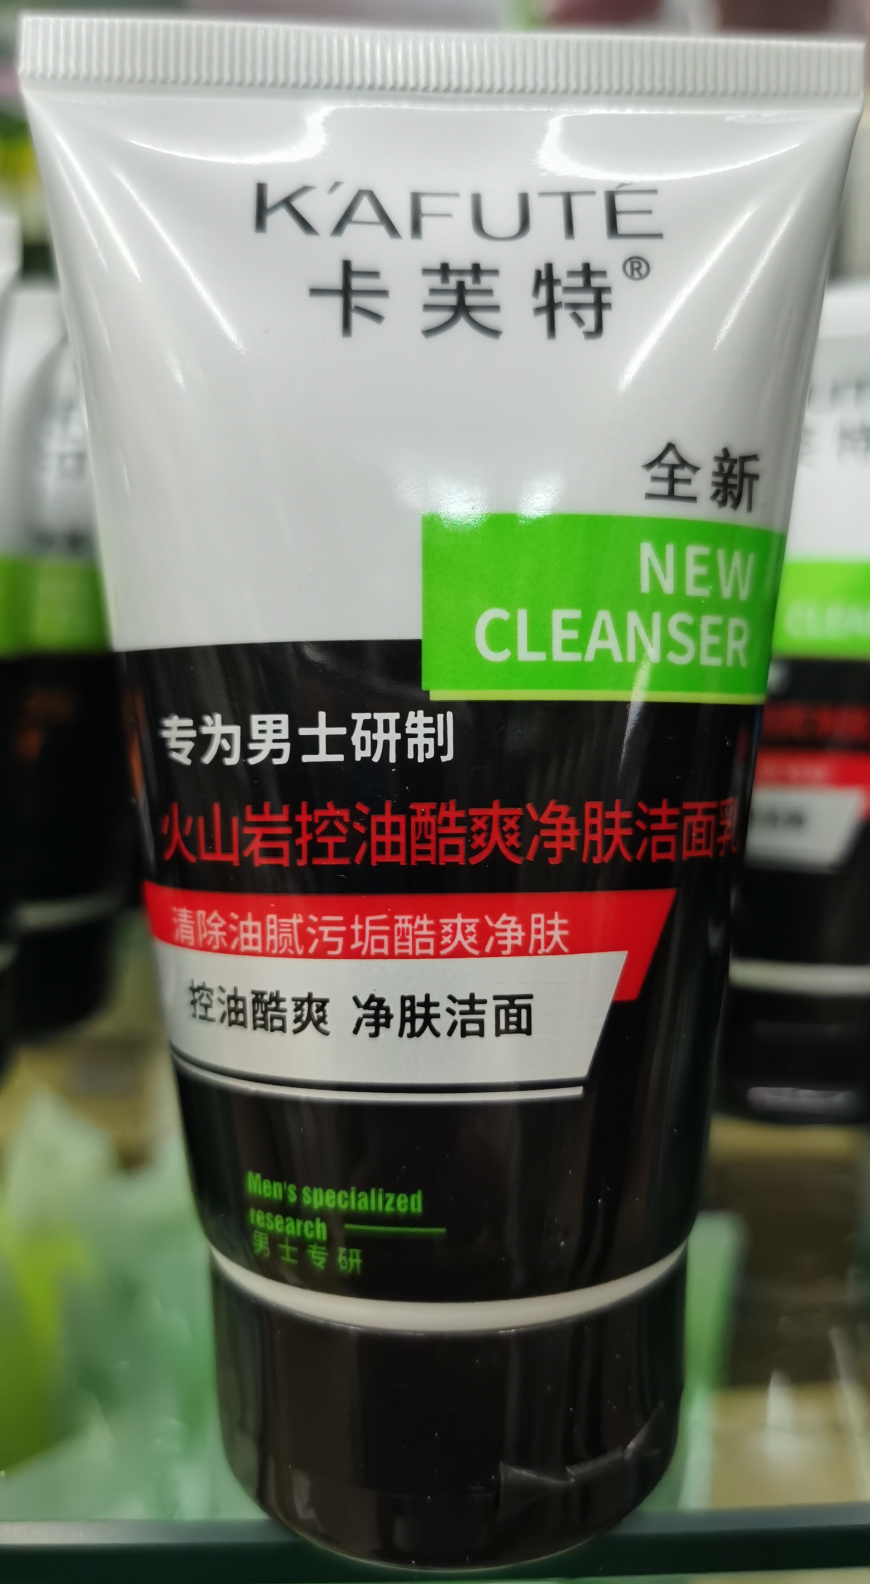 K'AFUTÉ
卡芙特®
全新
NEW
CLEANSER
专为男士研制
火山岩控油酷爽净肤洁面乳
清除油腻污垢酷爽净肤
控油酷爽 净肤洁面
Men's specialized
research
男士专研